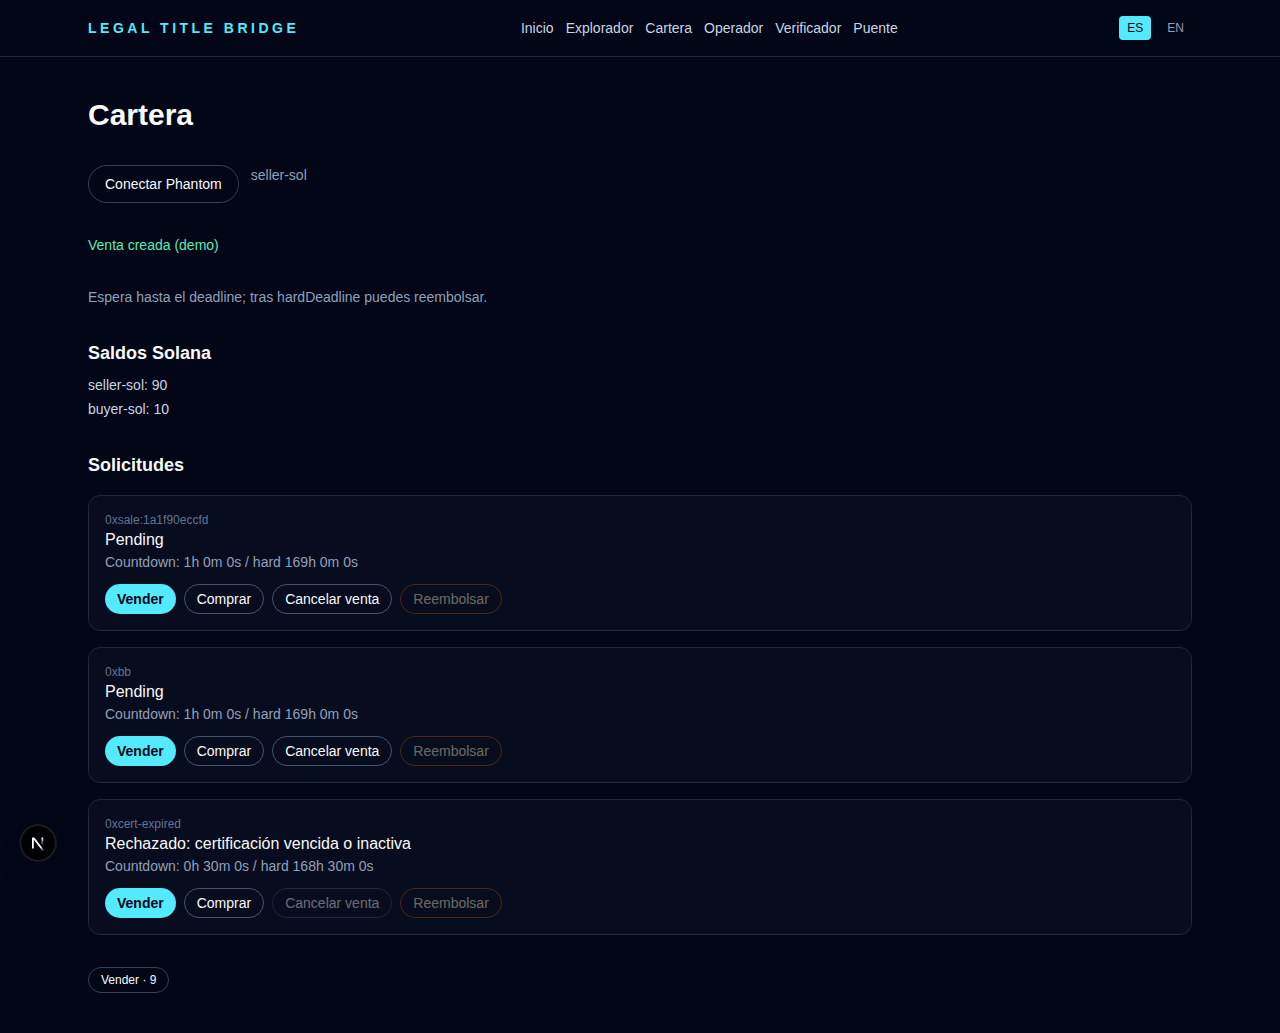 LEGAL TITLE BRIDGE
Inicio Explorador Cartera Operador Verificador Puente
ES EN
Cartera
Conectar Phantom seller-sol
Venta creada (demo)
Espera hasta el deadline; tras hardDeadline puedes reembolsar.
Saldos Solana
seller-sol: 90
buyer-sol: 10
Solicitudes
0xsale:1a1f90eccfd
Pending
Countdown: 1h 0m 0s / hard 169h 0m 0s
Vender Comprar Cancelar venta Reembolsar
0xbb
Pending
Countdown: 1h 0m 0s / hard 169h 0m 0s
Vender Comprar Cancelar venta Reembolsar
0xcert-expired
Rechazado: certificación vencida o inactiva
Countdown: 0h 30m 0s / hard 168h 30m 0s
Vender Comprar Cancelar venta Reembolsar
Vender · 9